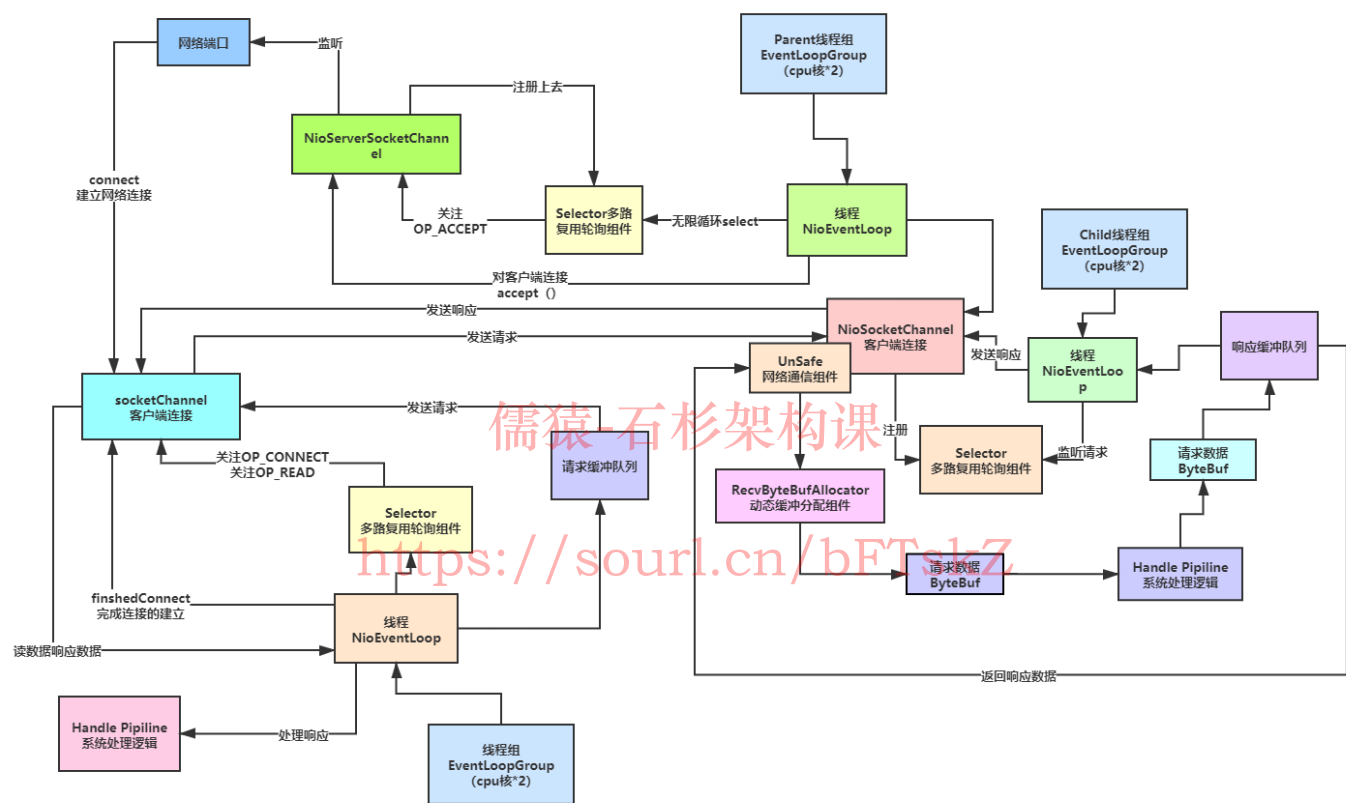 网络端口
监听
Parent线程组
EventLoopGroup
（cpu核*2）
注册上去
NioServerSocketChann
el
connect
建立网络连接
关注
OP_ACCEPT
Selector多路
复用轮询组件
无限循环select
线程
NioEventLoop
Child线程组
EventLoopGroup
（cpu核*2）
对客户端连接
accept（）
发送响应
发送请求
NioSocketChannel
客户端连接
发送响应
线程
NioEventLoo
p
响应缓冲队列
UnSafe
网络通信组件
socketChannel
客户端连接
发送请求
儒猿-石杉架构课
注册
Selector
多路复用轮询组件
监听请求
请求数据
ByteBuf
关注OP_CONNECT
关注OP_READ
请求缓冲队列
Selector
多路复用轮询组件
RecvByteBufAllocator
动态缓冲分配组件
https://sourl.cn/bFTskZ
请求数据
ByteBuf
Handle Pipeline
系统处理逻辑
finshedConnect
完成连接的建立
线程
NioEventLoop
读数据响应数据
返回响应数据
Handle Pipiline
系统处理逻辑
处理响应
线程组
EventLoopGroup
（cpu核*2）